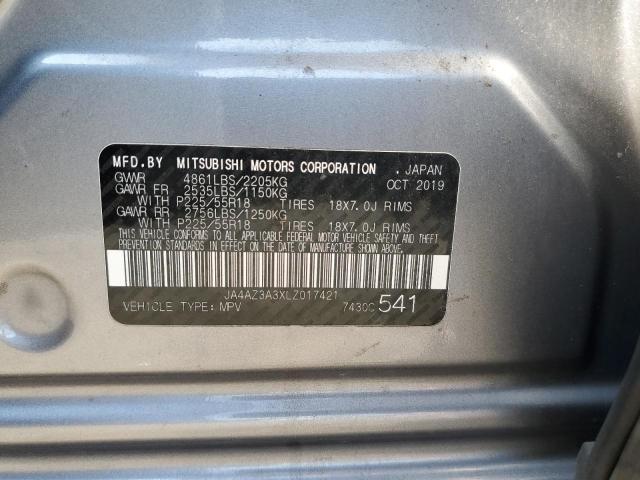 MFD.BY MITSUBISHI MOTORS CORPORATION . JAPAN
GVWR 4861LBS/2205KG OCT 2019
GAWR FR 2535LBS/1150KG
WITH P225/55R18 TIRES 18X7.0J RIMS
GAWR RR 2756LBS/1250KG
WITH P225/55R18 TIRES 18X7.0J RIMS
THIS VEHICLE CONFORMS TO ALL APPLICABLE FEDERAL MOTOR VEHICLE SAFETY AND THEFT
PREVENTION STANDARDS IN EFFECT ON THE DATE OF MANUFACTURE SHOWN ABOVE.
JA4AZ3A3XLZ017421
VEHICLE TYPE: MPV 7430C 541